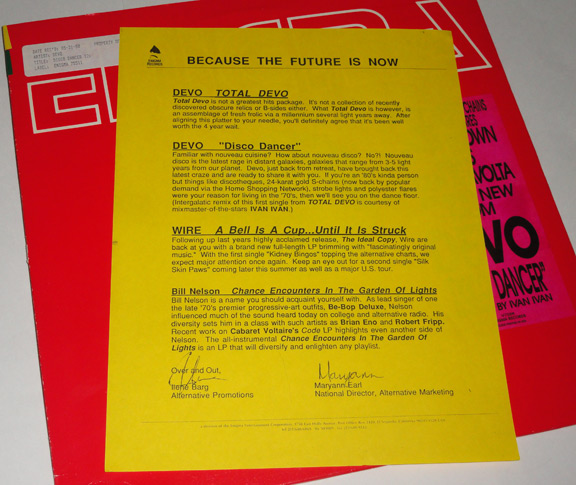 ENIGMA
RECORDS
BECAUSE THE FUTURE IS NOW
DEVO TOTAL DEVO
Total Devo is not a greatest hits package. It's not a collection of recently
discovered obscure relics or B-sides either. What Total Devo is however, is
an assemblage of fresh frolic via a millennium several light years away. After
aligning this platter to your needle, you'll definitely agree that it's been well
worth the 4 year wait.
DEVO "Disco Dancer"
Familiar with nouveau cuisine? How about nouveau disco? No?! Nouveau
disco is the latest rage in distant galaxies, galaxies that range from 3-5 light
years from our planet. Devo, just back from retreat, have brought back this
latest craze and are ready to share it with you. If you're an '80's kinda person
but things like discotheques, 24-karat gold S-chains (now back by popular
demand via the Home Shopping Network), strobe lights and polyester flares
were your reason for living in the '70's, then we'll see you on the dance floor.
(Intergalatic remix of this first single from TOTAL DEVO is courtesy of
mixmaster-of-the-stars IVAN IVAN.)
WIRE A Bell Is A Cup...Until It Is Struck
Following up last years highly acclaimed release, The Ideal Copy; Wire are
back at you with a brand new full-length LP brimming with "fascinatingly original
music." With the first single "Kidney Bingos" topping the alternative charts, we
expect major attention once again. Keep an eye out for a second single "Silk
Skin Paws" coming later this summer as well as a major U.S. tour.
Bill Nelson Chance Encounters In The Garden Of Lights
Bill Nelson is a name you should acquaint yourself with. As lead singer of one
the late '70's premier progressive-art outfits, Be-Bop Deluxe, Nelson
influenced much of the sound heard today on college and alternative radio. His
diversity sets him in a class with such artists as Brian Eno and Robert Fripp.
Recent work on Cabaret Voltaire's Code LP highlights even another side of
Nelson. The all-instrumental Chance Encounters In The Garden Of
Lights is an LP that will diversify and enlighten any playlist.
Over and Out,
Ilene Barg
Alternative Promotions
Maryann
Maryann Earl
National Director, Alternative Marketing
CHAINS
OWN
VOLTA
NEW
VO
DANCER"
BY IVAN IVAN